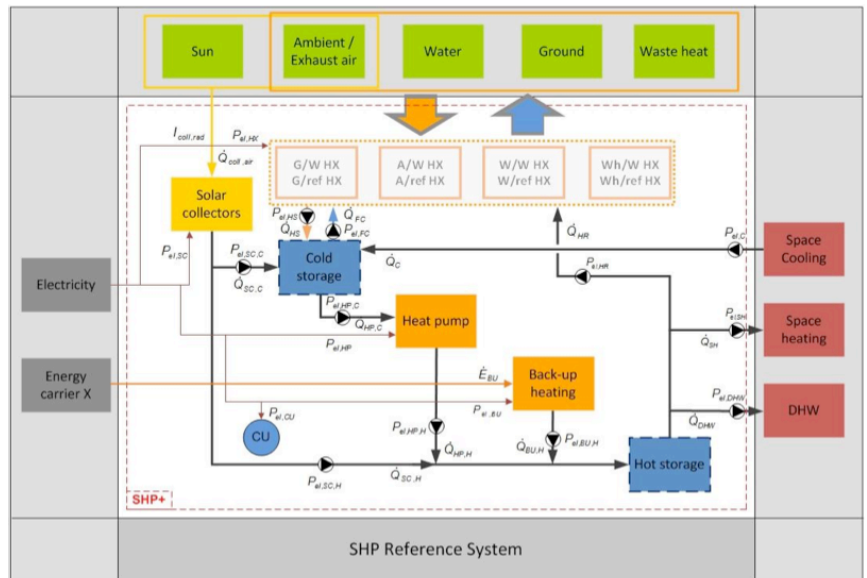 Sun
Ambient /
Exhaust air
Water
Ground
Waste heat
I coll,rad
P el,HX
Q̇ coll,air
G/W HX
G/ref HX
A/W HX
A/ref HX
W/W HX
W/ref HX
Wh/W HX
Wh/ref HX
Solar
collectors
P el,HS
Q̇ HS
Q̇ FC
P el,FC
Q̇ HR
P el,C
Space
Cooling
P el,SC
P el,SC,C
Q̇ SC,C
Cold
storage
Q̇ C
P el,HR
Electricity
P el,HP,C
Q̇ HP,C
Heat pump
P el,HP
P el,SH
Q̇ SH
Space
heating
Energy
carrier X
Ė BU
Back-up
heating
P el,BU
P el,CU
CU
P el,HP,H
Q̇ HP,H
Q̇ BU,H
P el,BU,H
P el,DHW
Q̇ DHW
DHW
Hot storage
P el,SC,H
Q̇ SC,H
SHP+
SHP Reference System